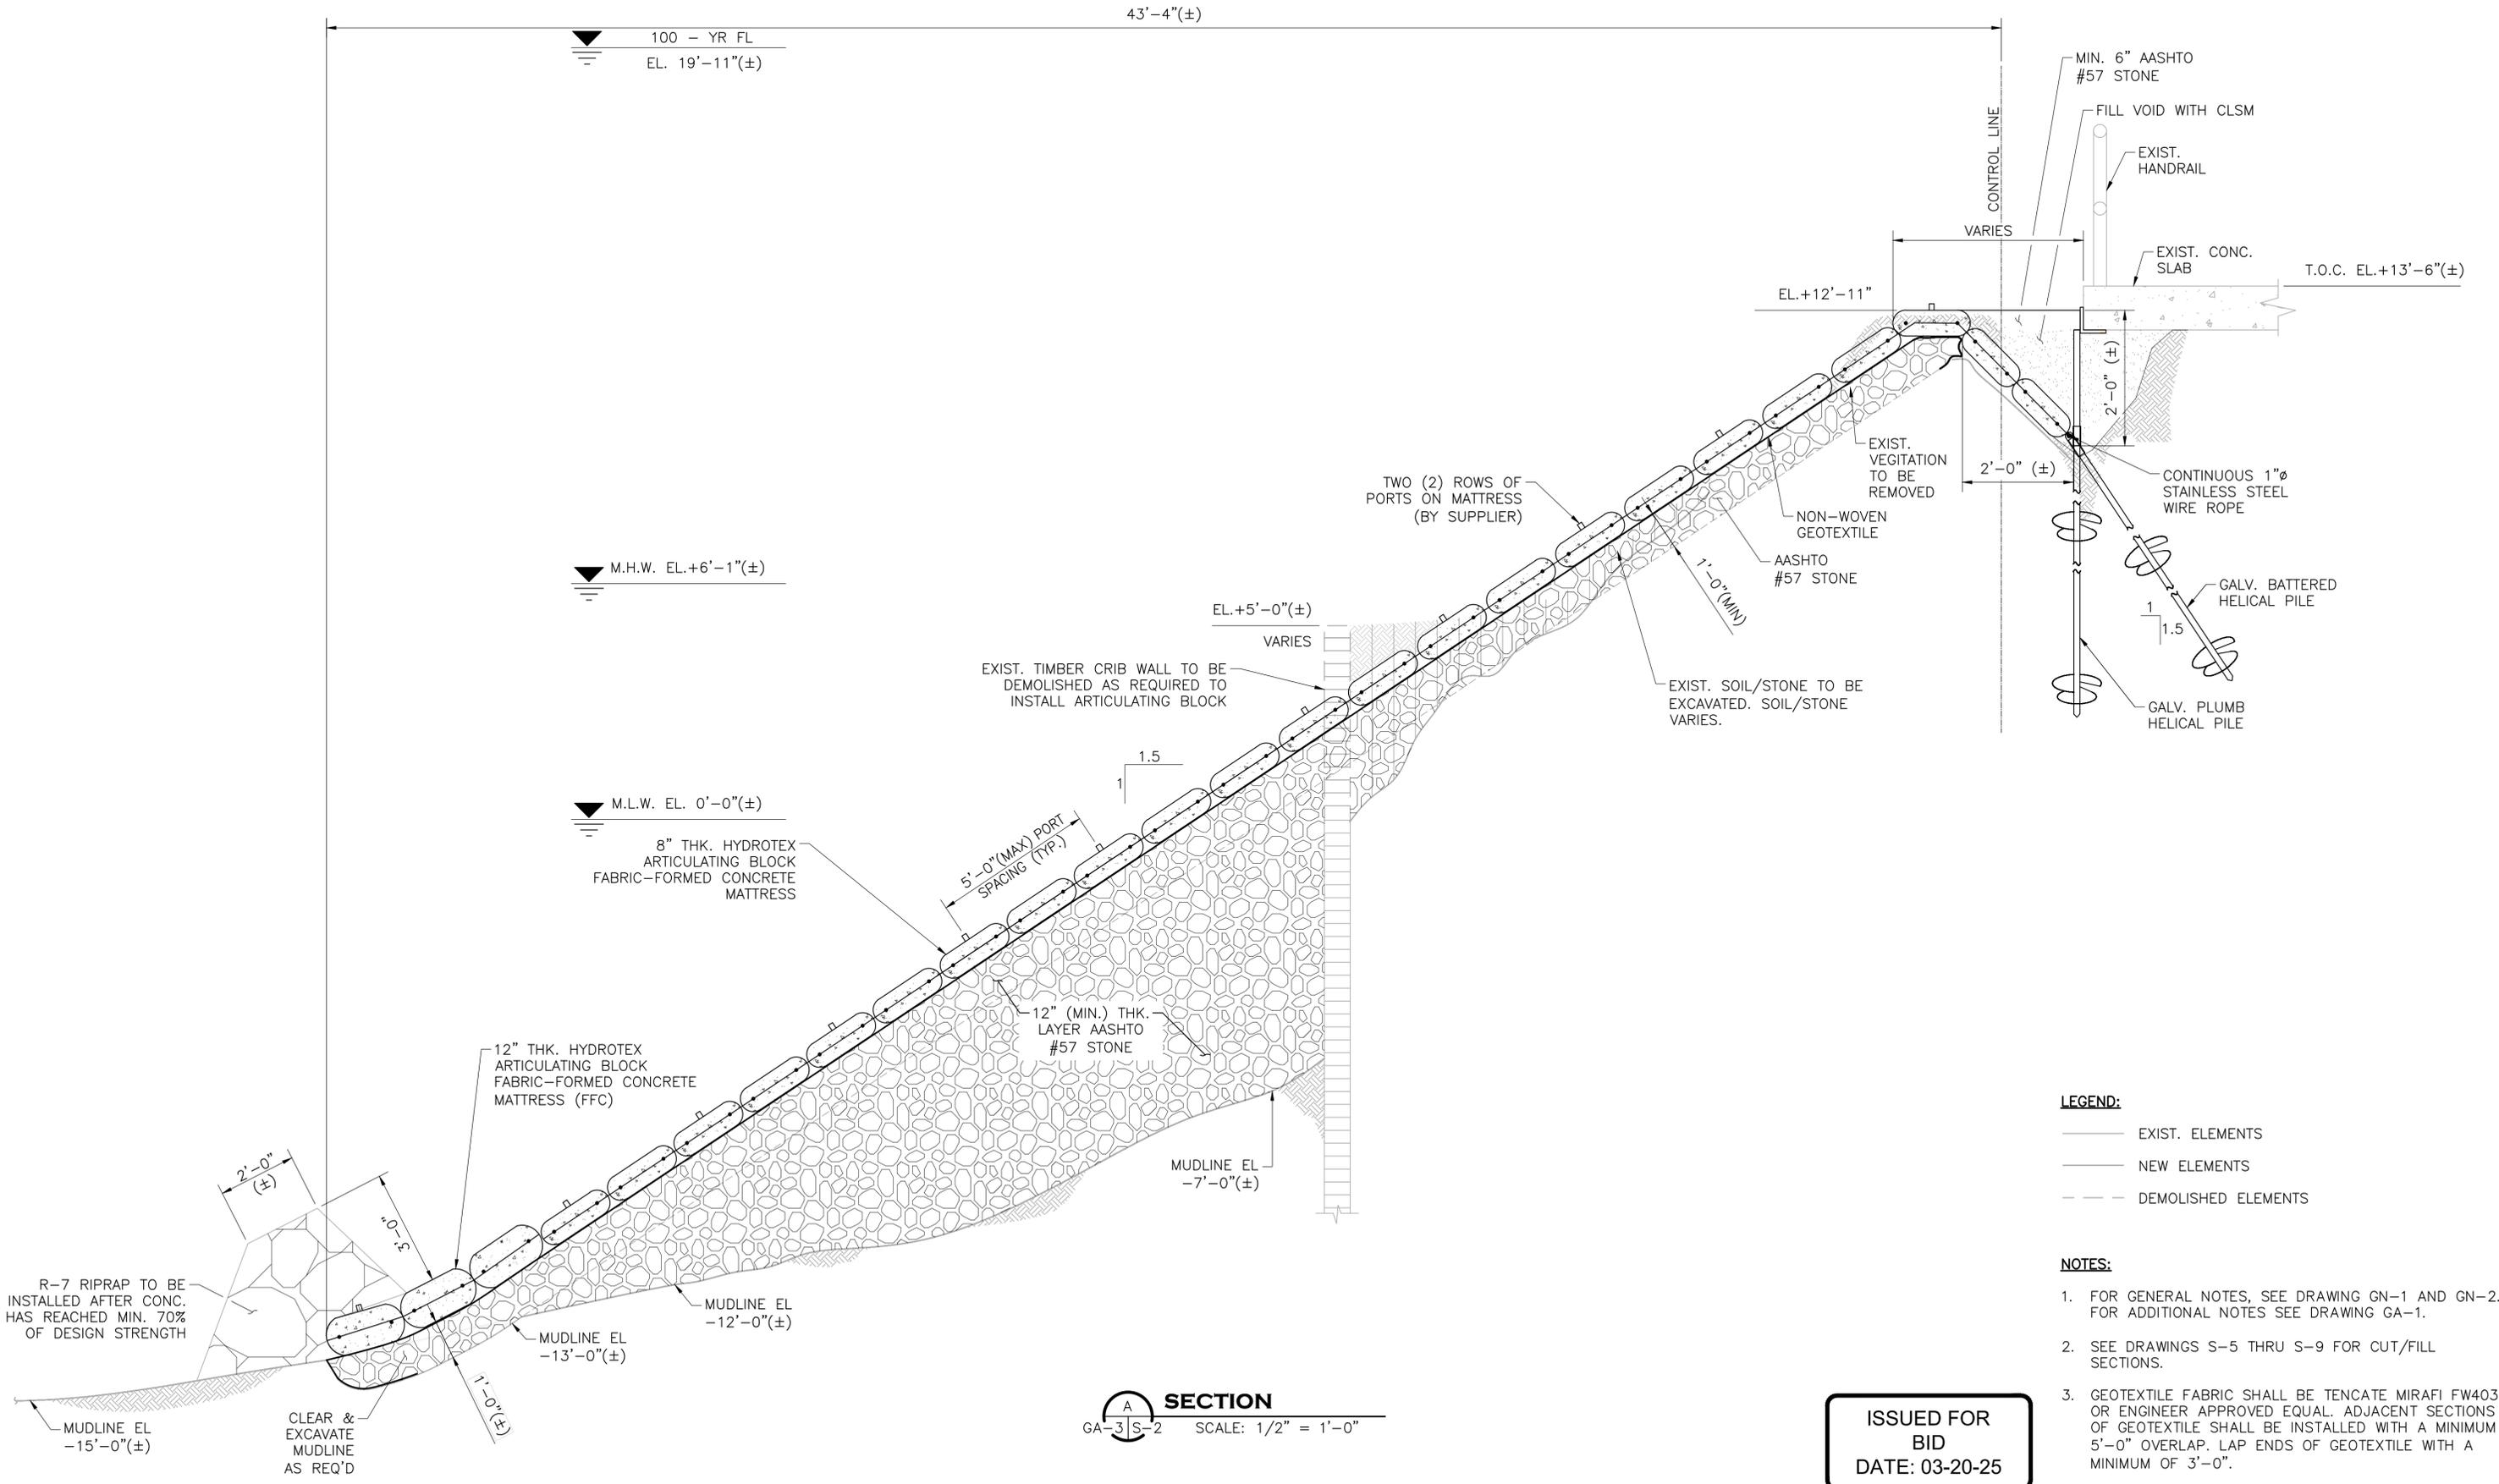 43'-4"(±)
100 - YR FL
EL. 19'-11"(±)
MIN. 6" AASHTO
#57 STONE
FILL VOID WITH CLSM
CONTROL LINE
EXIST.
HANDRAIL
VARIES
EXIST. CONC.
SLAB
T.O.C. EL.+13'-6"(±)
EL.+12'-11"
2'-0" (±)
EXIST.
VEGITATION
TO BE
REMOVED
2'-0" (±)
CONTINUOUS 1"ø
STAINLESS STEEL
WIRE ROPE
TWO (2) ROWS OF
PORTS ON MATTRESS
(BY SUPPLIER)
NON-WOVEN
GEOTEXTILE
AASHTO
#57 STONE
1'-0"(MIN)
M.H.W. EL.+6'-1"(±)
GALV. BATTERED
HELICAL PILE
1
1.5
EL.+5'-0"(±)
VARIES
EXIST. TIMBER CRIB WALL TO BE
DEMOLISHED AS REQUIRED TO
INSTALL ARTICULATING BLOCK
EXIST. SOIL/STONE TO BE
EXCAVATED. SOIL/STONE
VARIES.
GALV. PLUMB
HELICAL PILE
1.5
1
M.L.W. EL. 0'-0"(±)
8" THK. HYDROTEX
ARTICULATING BLOCK
FABRIC-FORMED CONCRETE
MATTRESS
5'-0"(MAX) PORT
SPACING (TYP.)
12" (MIN.) THK.
LAYER AASHTO
#57 STONE
12" THK. HYDROTEX
ARTICULATING BLOCK
FABRIC-FORMED CONCRETE
MATTRESS (FFC)
MUDLINE EL
-7'-0"(±)
2'-0"
(±)
3'-0"
R-7 RIPRAP TO BE
INSTALLED AFTER CONC.
HAS REACHED MIN. 70%
OF DESIGN STRENGTH
MUDLINE EL
-12'-0"(±)
MUDLINE EL
-13'-0"(±)
1'-0"(±)
MUDLINE EL
-15'-0"(±)
CLEAR &
EXCAVATE
MUDLINE
AS REQ'D
A
GA-3 S-2
SECTION
SCALE: 1/2" = 1'-0"
LEGEND:
EXIST. ELEMENTS
NEW ELEMENTS
DEMOLISHED ELEMENTS
NOTES:
1. FOR GENERAL NOTES, SEE DRAWING GN-1 AND GN-2.
FOR ADDITIONAL NOTES SEE DRAWING GA-1.
2. SEE DRAWINGS S-5 THRU S-9 FOR CUT/FILL
SECTIONS.
3. GEOTEXTILE FABRIC SHALL BE TENCATE MIRAFI FW403
OR ENGINEER APPROVED EQUAL. ADJACENT SECTIONS
OF GEOTEXTILE SHALL BE INSTALLED WITH A MINIMUM
5'-0" OVERLAP. LAP ENDS OF GEOTEXTILE WITH A
MINIMUM OF 3'-0".
ISSUED FOR
BID
DATE: 03-20-25